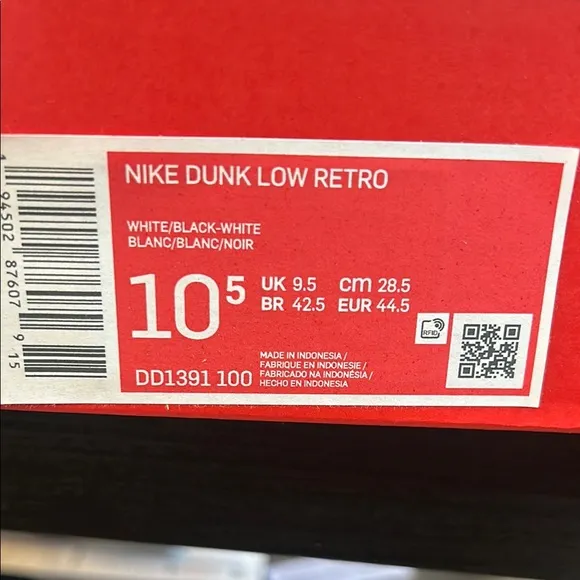 NIKE DUNK LOW RETRO
WHITE/BLACK-WHITE
BLANC/BLANC/NOIR
10⁵ UK 9.5 cm 28.5
BR 42.5 EUR 44.5
RFID
MADE IN INDONESIA /
FABRIQUE EN INDONESIE /
FABRICADO NA INDONÉSIA /
HECHO EN INDONESIA
DD1391 100
1 94502 87607 9 15